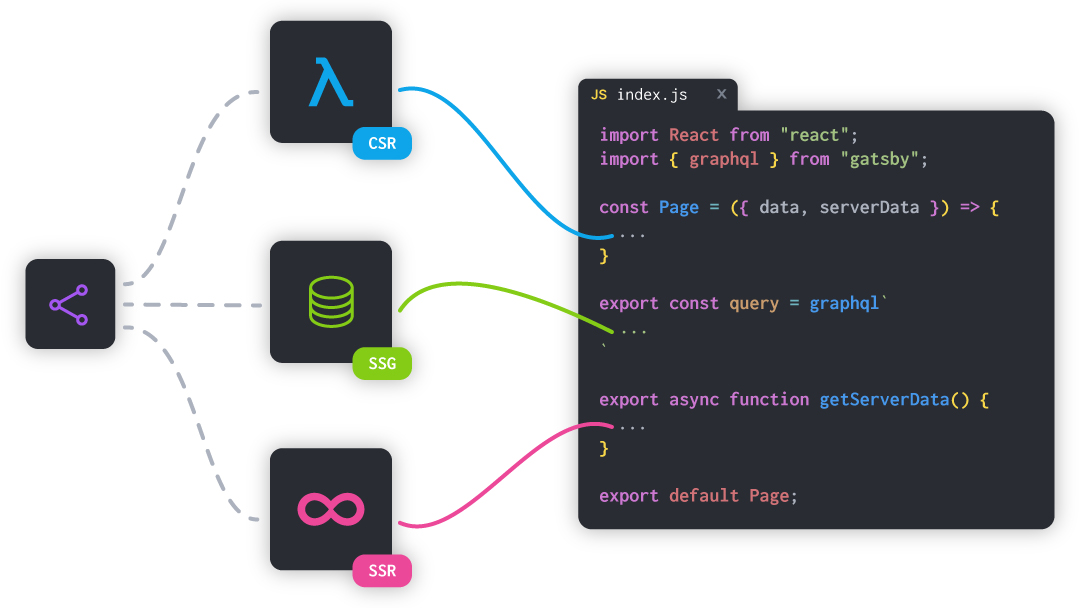 CSR
SSG
SSR
JS index.js X
import React from "react";
import { graphql } from "gatsby";
const Page = ({ data, serverData }) => {
...
}
export const query = graphql`
...
`
export async function getServerData() {
...
}
export default Page;